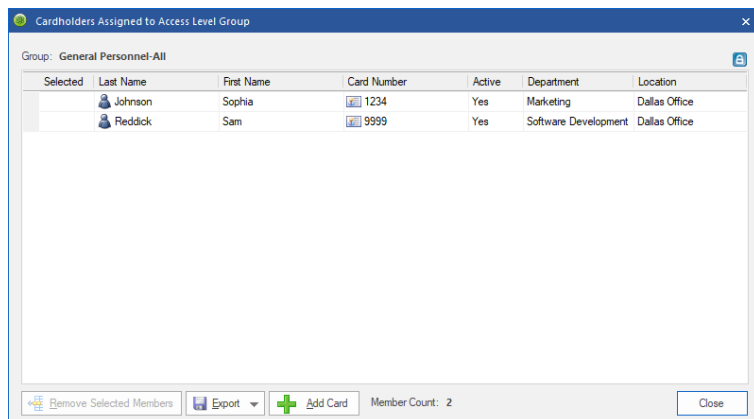 Cardholders Assigned to Access Level Group
Group: General Personnel-All
Selected Last Name First Name Card Number Active Department Location
Johnson Sophia 1234 Yes Marketing Dallas Office
Reddick Sam 9999 Yes Software Development Dallas Office
Remove Selected Members Export Add Card Member Count: 2 Close